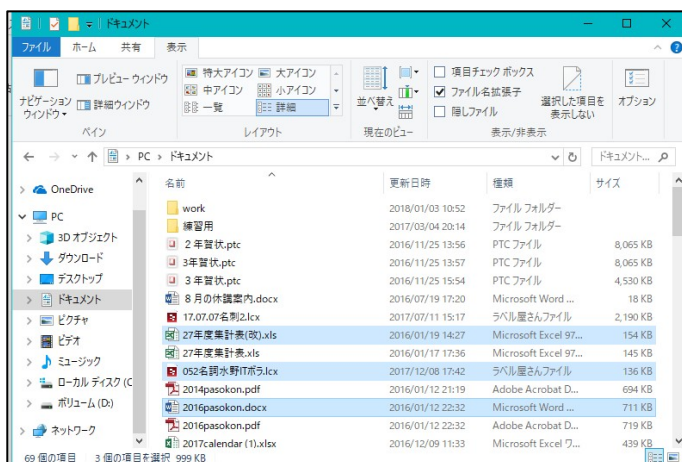 ドキュメント
ファイル ホーム 共有 表示
ナビゲーション ウィンドウ
プレビュー ウィンドウ
詳細ウィンドウ
ペイン
特大アイコン 大アイコン
中アイコン 小アイコン
一覧 詳細
レイアウト
並べ替え
現在のビュー
項目チェック ボックス
ファイル名拡張子
隠しファイル
選択した項目を表示しない
表示/非表示
オプション
PC > ドキュメント
ドキュメント...
OneDrive
PC
3D オブジェクト
ダウンロード
デスクトップ
ドキュメント
ピクチャ
ビデオ
ミュージック
ローカル ディスク (C
ボリューム (D:)
ネットワーク
名前 更新日時 種類 サイズ
work 2018/01/03 10:52 ファイル フォルダー
練習用 2017/03/04 20:14 ファイル フォルダー
２年賀状.ptc 2016/11/25 13:56 PTC ファイル 8,065 KB
3年賀状.ptc 2016/11/25 13:57 PTC ファイル 8,065 KB
３年賀状.ptc 2016/11/25 15:54 PTC ファイル 4,530 KB
８月の休講案内.docx 2016/07/19 17:20 Microsoft Word ... 18 KB
17.07.07名刺2.lcx 2017/07/11 15:17 ラベル屋さんファイル 2,190 KB
27年度集計表(改).xls 2016/01/19 14:27 Microsoft Excel 97... 154 KB
27年度集計表.xls 2016/01/17 17:36 Microsoft Excel 97... 145 KB
052名詞水野ITボラ.lcx 2017/12/08 17:42 ラベル屋さんファイル 136 KB
2014pasokon.pdf 2016/01/12 21:19 Adobe Acrobat D... 694 KB
2016pasokon.docx 2016/01/12 22:32 Microsoft Word ... 711 KB
2016pasokon.pdf 2016/01/12 22:32 Adobe Acrobat D... 719 KB
2017calendar (1).xlsx 2016/12/09 11:33 Microsoft Excel ワ... 439 KB
69 個の項目 3 個の項目を選択 999 KB